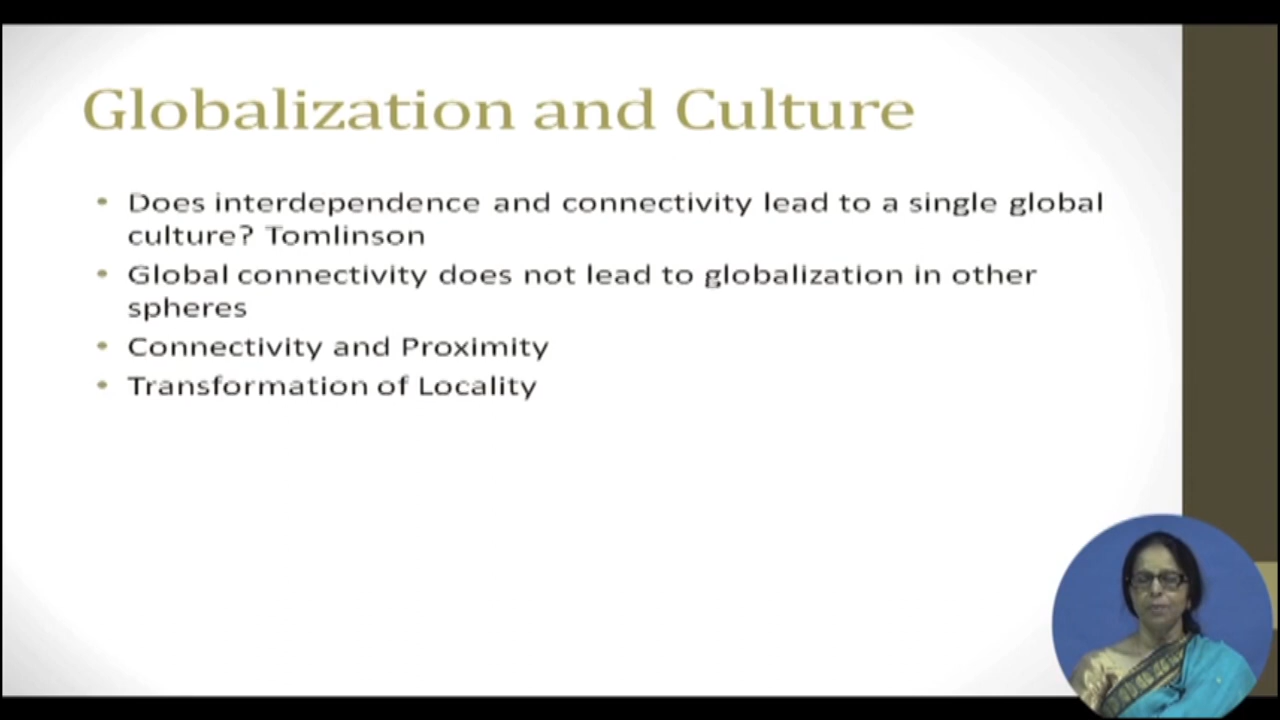 Globalization and Culture
• Does interdependence and connectivity lead to a single global
culture? Tomlinson
• Global connectivity does not lead to globalization in other
spheres
• Connectivity and Proximity
• Transformation of Locality